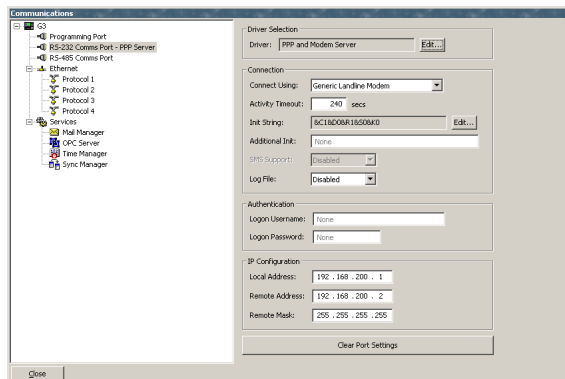 Communications
G3
Programming Port
RS-232 Comms Port - PPP Server
RS-485 Comms Port
Ethernet
Protocol 1
Protocol 2
Protocol 3
Protocol 4
Services
Mail Manager
OPC Server
Time Manager
Sync Manager
Driver Selection
Driver: PPP and Modem Server Edit...
Connection
Connect Using: Generic Landline Modem
Activity Timeout: 240 secs
Init String: &C1&D0&R1&S0&K0 Edit...
Additional Init: None
SMS Support: Disabled
Log File: Disabled
Authentication
Logon Username: None
Logon Password: None
IP Configuration
Local Address: 192 . 168 . 200 . 1
Remote Address: 192 . 168 . 200 . 2
Remote Mask: 255 . 255 . 255 . 255
Clear Port Settings
Close